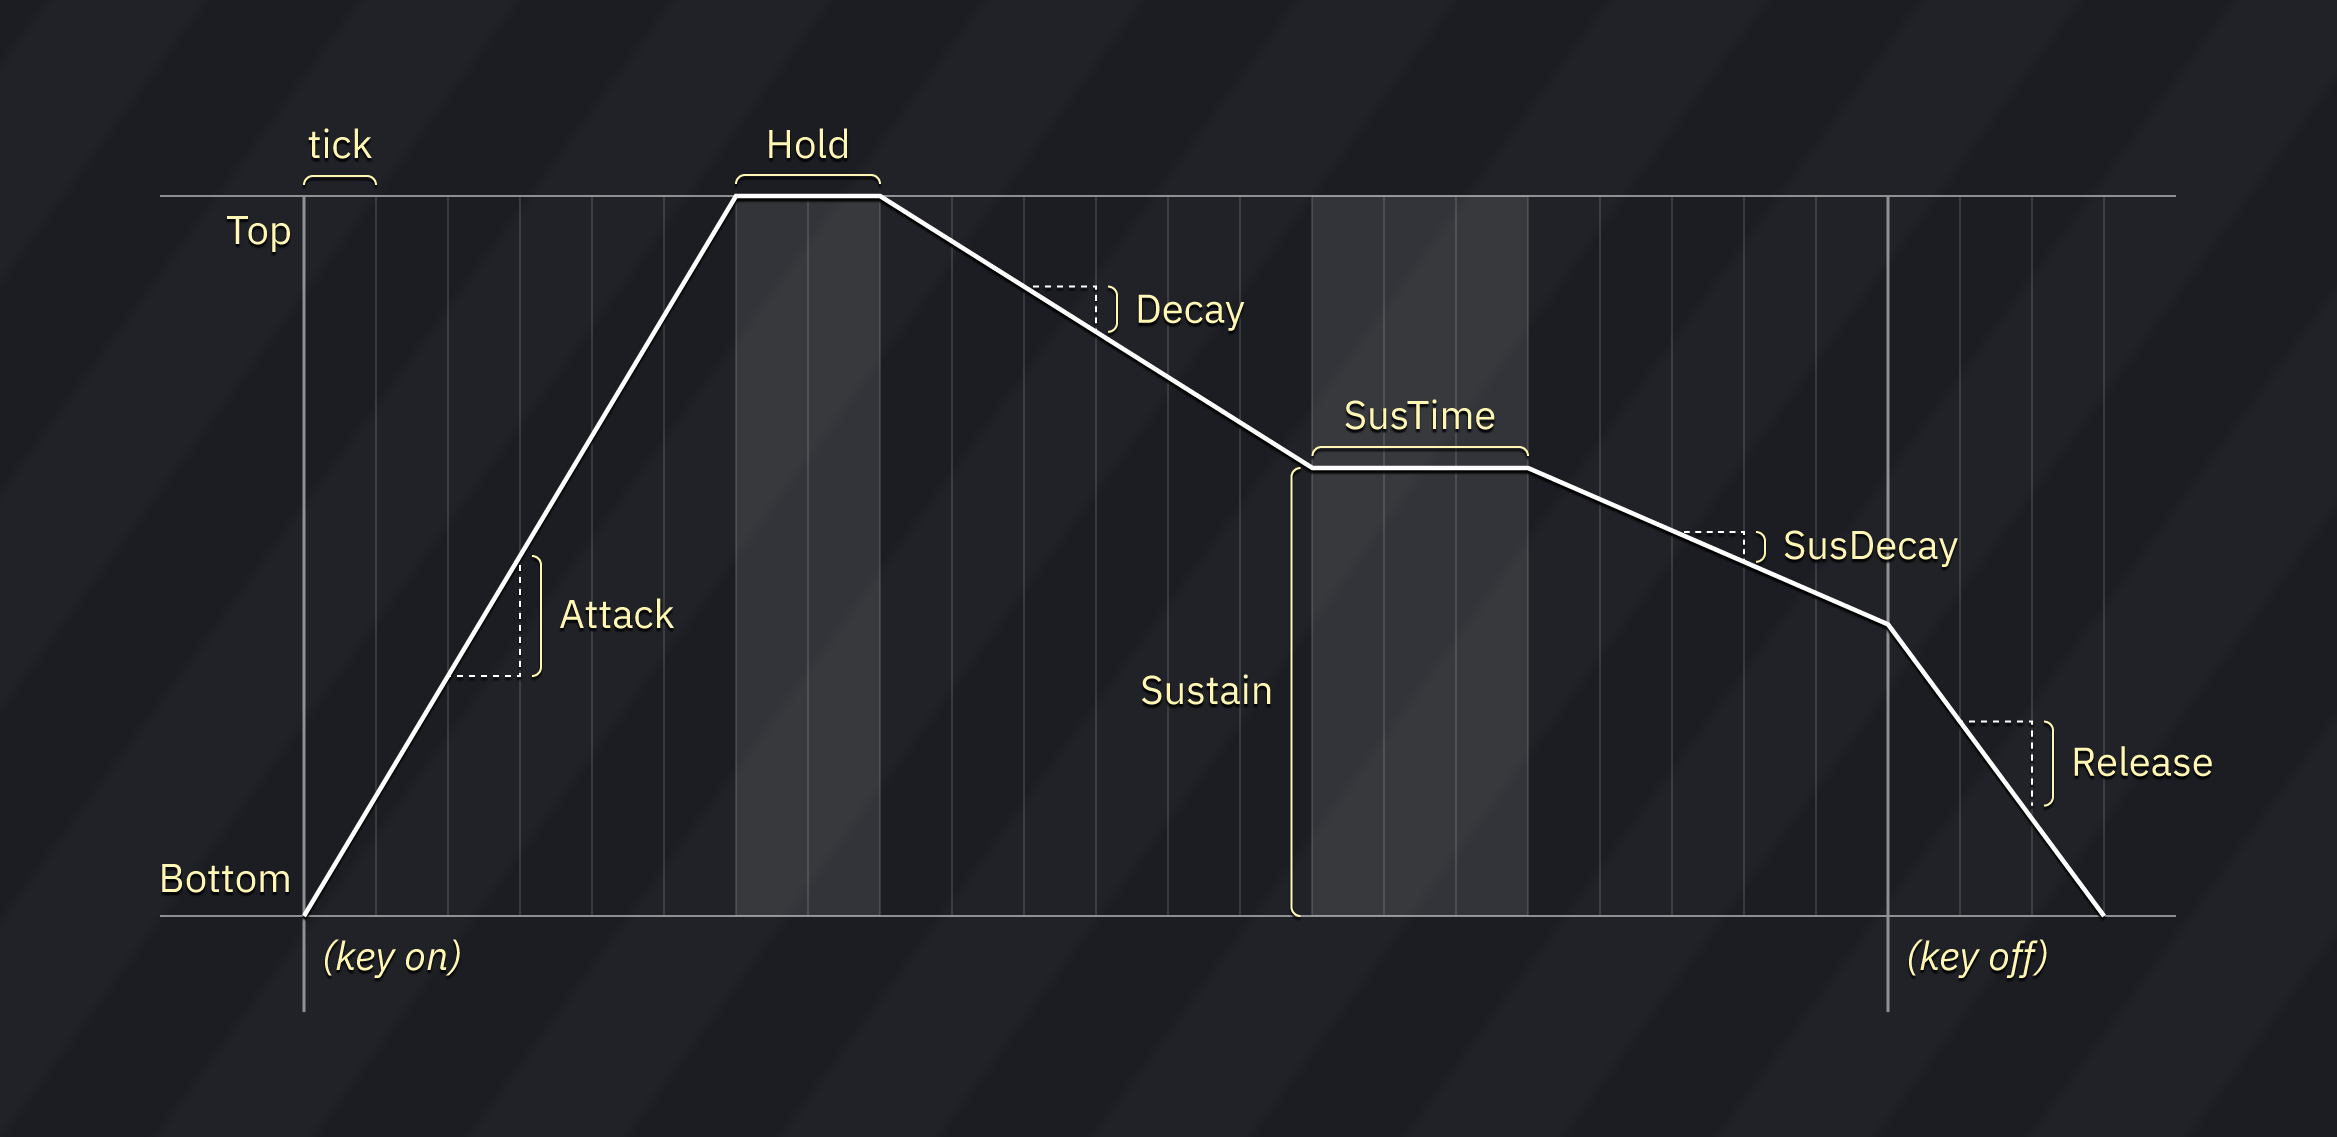 tick
Hold
Top
Decay
SusTime
SusDecay
Attack
Sustain
Release
Bottom
(key on)
(key off)